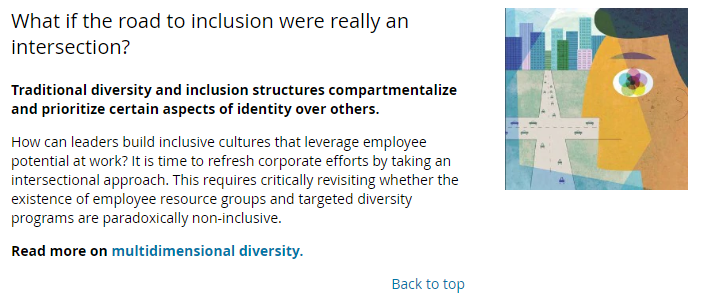 What if the road to inclusion were really an
intersection?
Traditional diversity and inclusion structures compartmentalize
and prioritize certain aspects of identity over others.
How can leaders build inclusive cultures that leverage employee
potential at work? It is time to refresh corporate efforts by taking an
intersectional approach. This requires critically revisiting whether the
existence of employee resource groups and targeted diversity
programs are paradoxically non-inclusive.
Read more on multidimensional diversity.
Back to top